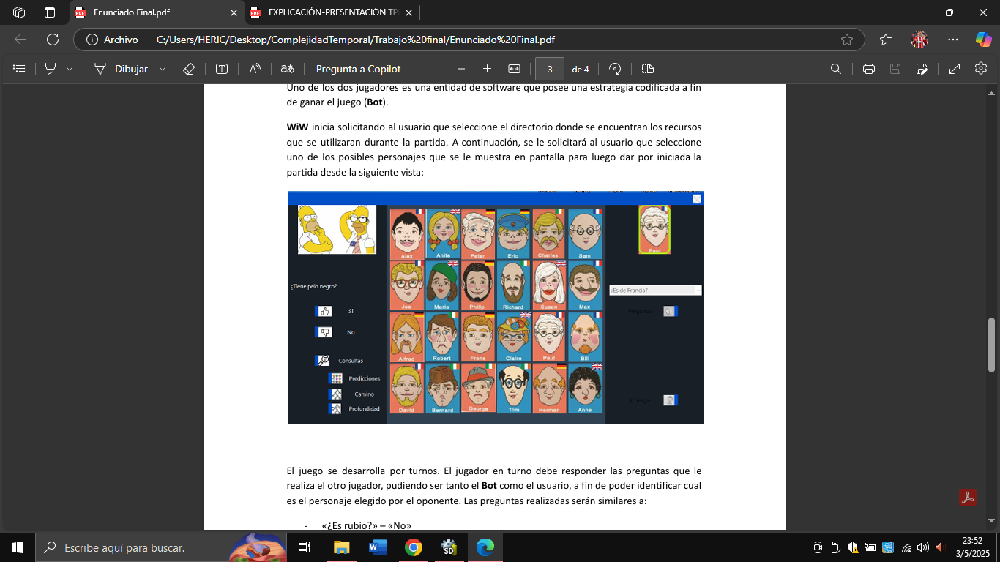 Enunciado Final.pdf
EXPLICACIÓN-PRESENTACIÓN TP
Archivo
C:/Users/HERIC/Desktop/ComplejidadTemporal/Trabajo%20final/Enunciado%20Final.pdf
Dibujar
aあ
Pregunta a Copilot
3
de 4
Uno de los dos jugadores es una entidad de software que posee una estrategia codificada a fin
de ganar el juego (Bot).
WiW inicia solicitando al usuario que seleccione el directorio donde se encuentran los recursos
que se utilizaran durante la partida. A continuación, se le solicitará al usuario que seleccione
uno de los posibles personajes que se le muestra en pantalla para luego dar por iniciada la
partida desde la siguiente vista:
Alex
Anita
Peter
Eric
Charles
Sam
Paul
Joe
Maria
Philip
Richard
Susan
Max
Alfred
Robert
Frans
Claire
Paul
Bill
David
Bernard
George
Tom
Herman
Anne
¿Tiene pelo negro?
Si
No
Consultas
Predicciones
Camino
Profundidad
¿Es de Francia?
Preguntar
Arriesgar
El juego se desarrolla por turnos. El jugador en turno debe responder las preguntas que le
realiza el otro jugador, pudiendo ser tanto el Bot como el usuario, a fin de poder identificar cual
es el personaje elegido por el oponente. Las preguntas realizadas serán similares a:
- «¿Es rubio?» – «No»
Escribe aquí para buscar.
SD
23:52
3/5/2025